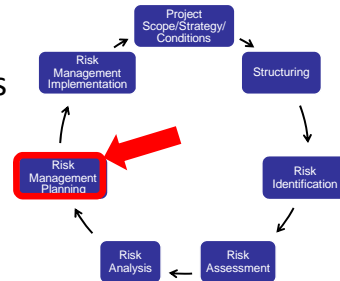 Project
Scope/Strategy/
Conditions
Risk
Management
Implementation
Structuring
s
Risk
Management
Planning
Risk
Identification
Risk
Analysis
Risk
Assessment